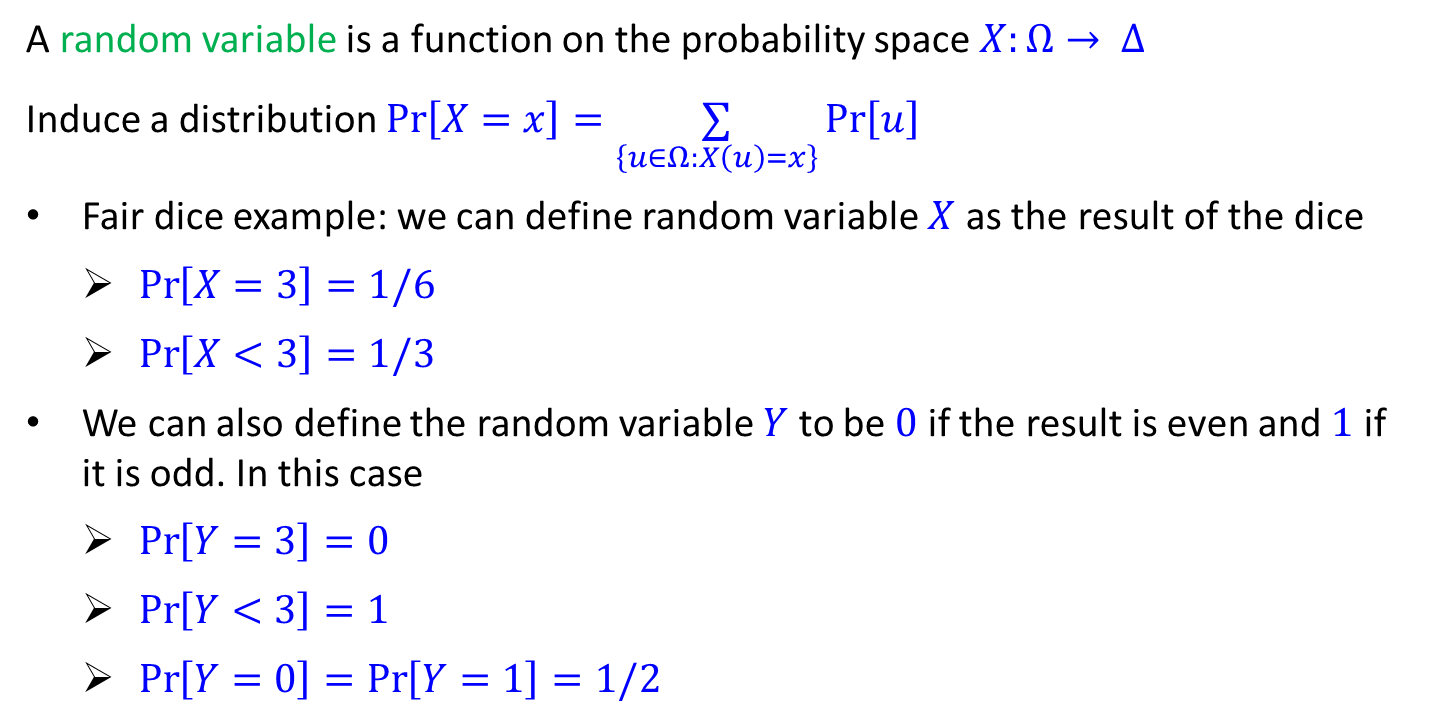 A random variable is a function on the probability space X: Ω → Δ
Induce a distribution Pr[X = x] = ∑ Pr[u]
{u∈Ω:X(u)=x}
• Fair dice example: we can define random variable X as the result of the dice
➢ Pr[X = 3] = 1/6
➢ Pr[X < 3] = 1/3
• We can also define the random variable Y to be 0 if the result is even and 1 if
it is odd. In this case
➢ Pr[Y = 3] = 0
➢ Pr[Y < 3] = 1
➢ Pr[Y = 0] = Pr[Y = 1] = 1/2